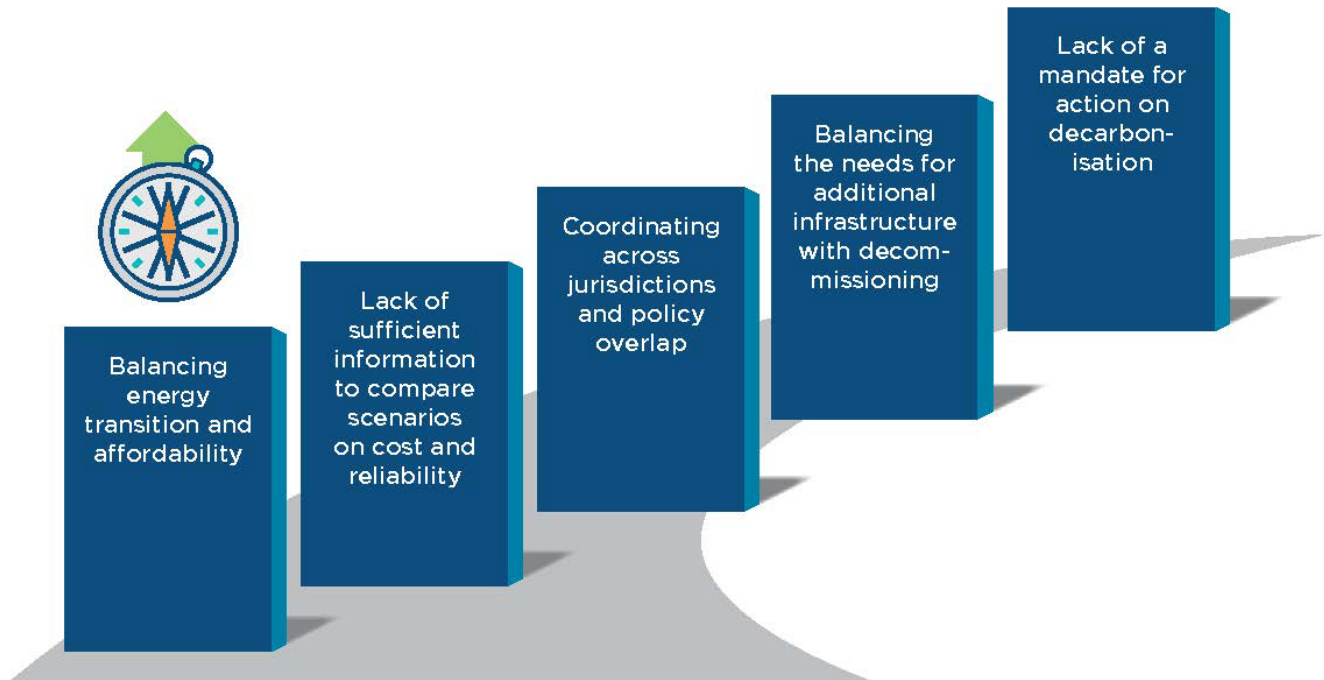 Balancing
energy
transition and
affordability
Lack of
sufficient
information
to compare
scenarios
on cost and
reliability
Coordinating
across
jurisdictions
and policy
overlap
Balancing
the needs for
additional
infrastructure
with decom-
missioning
Lack of a
mandate for
action on
decarbon-
isation